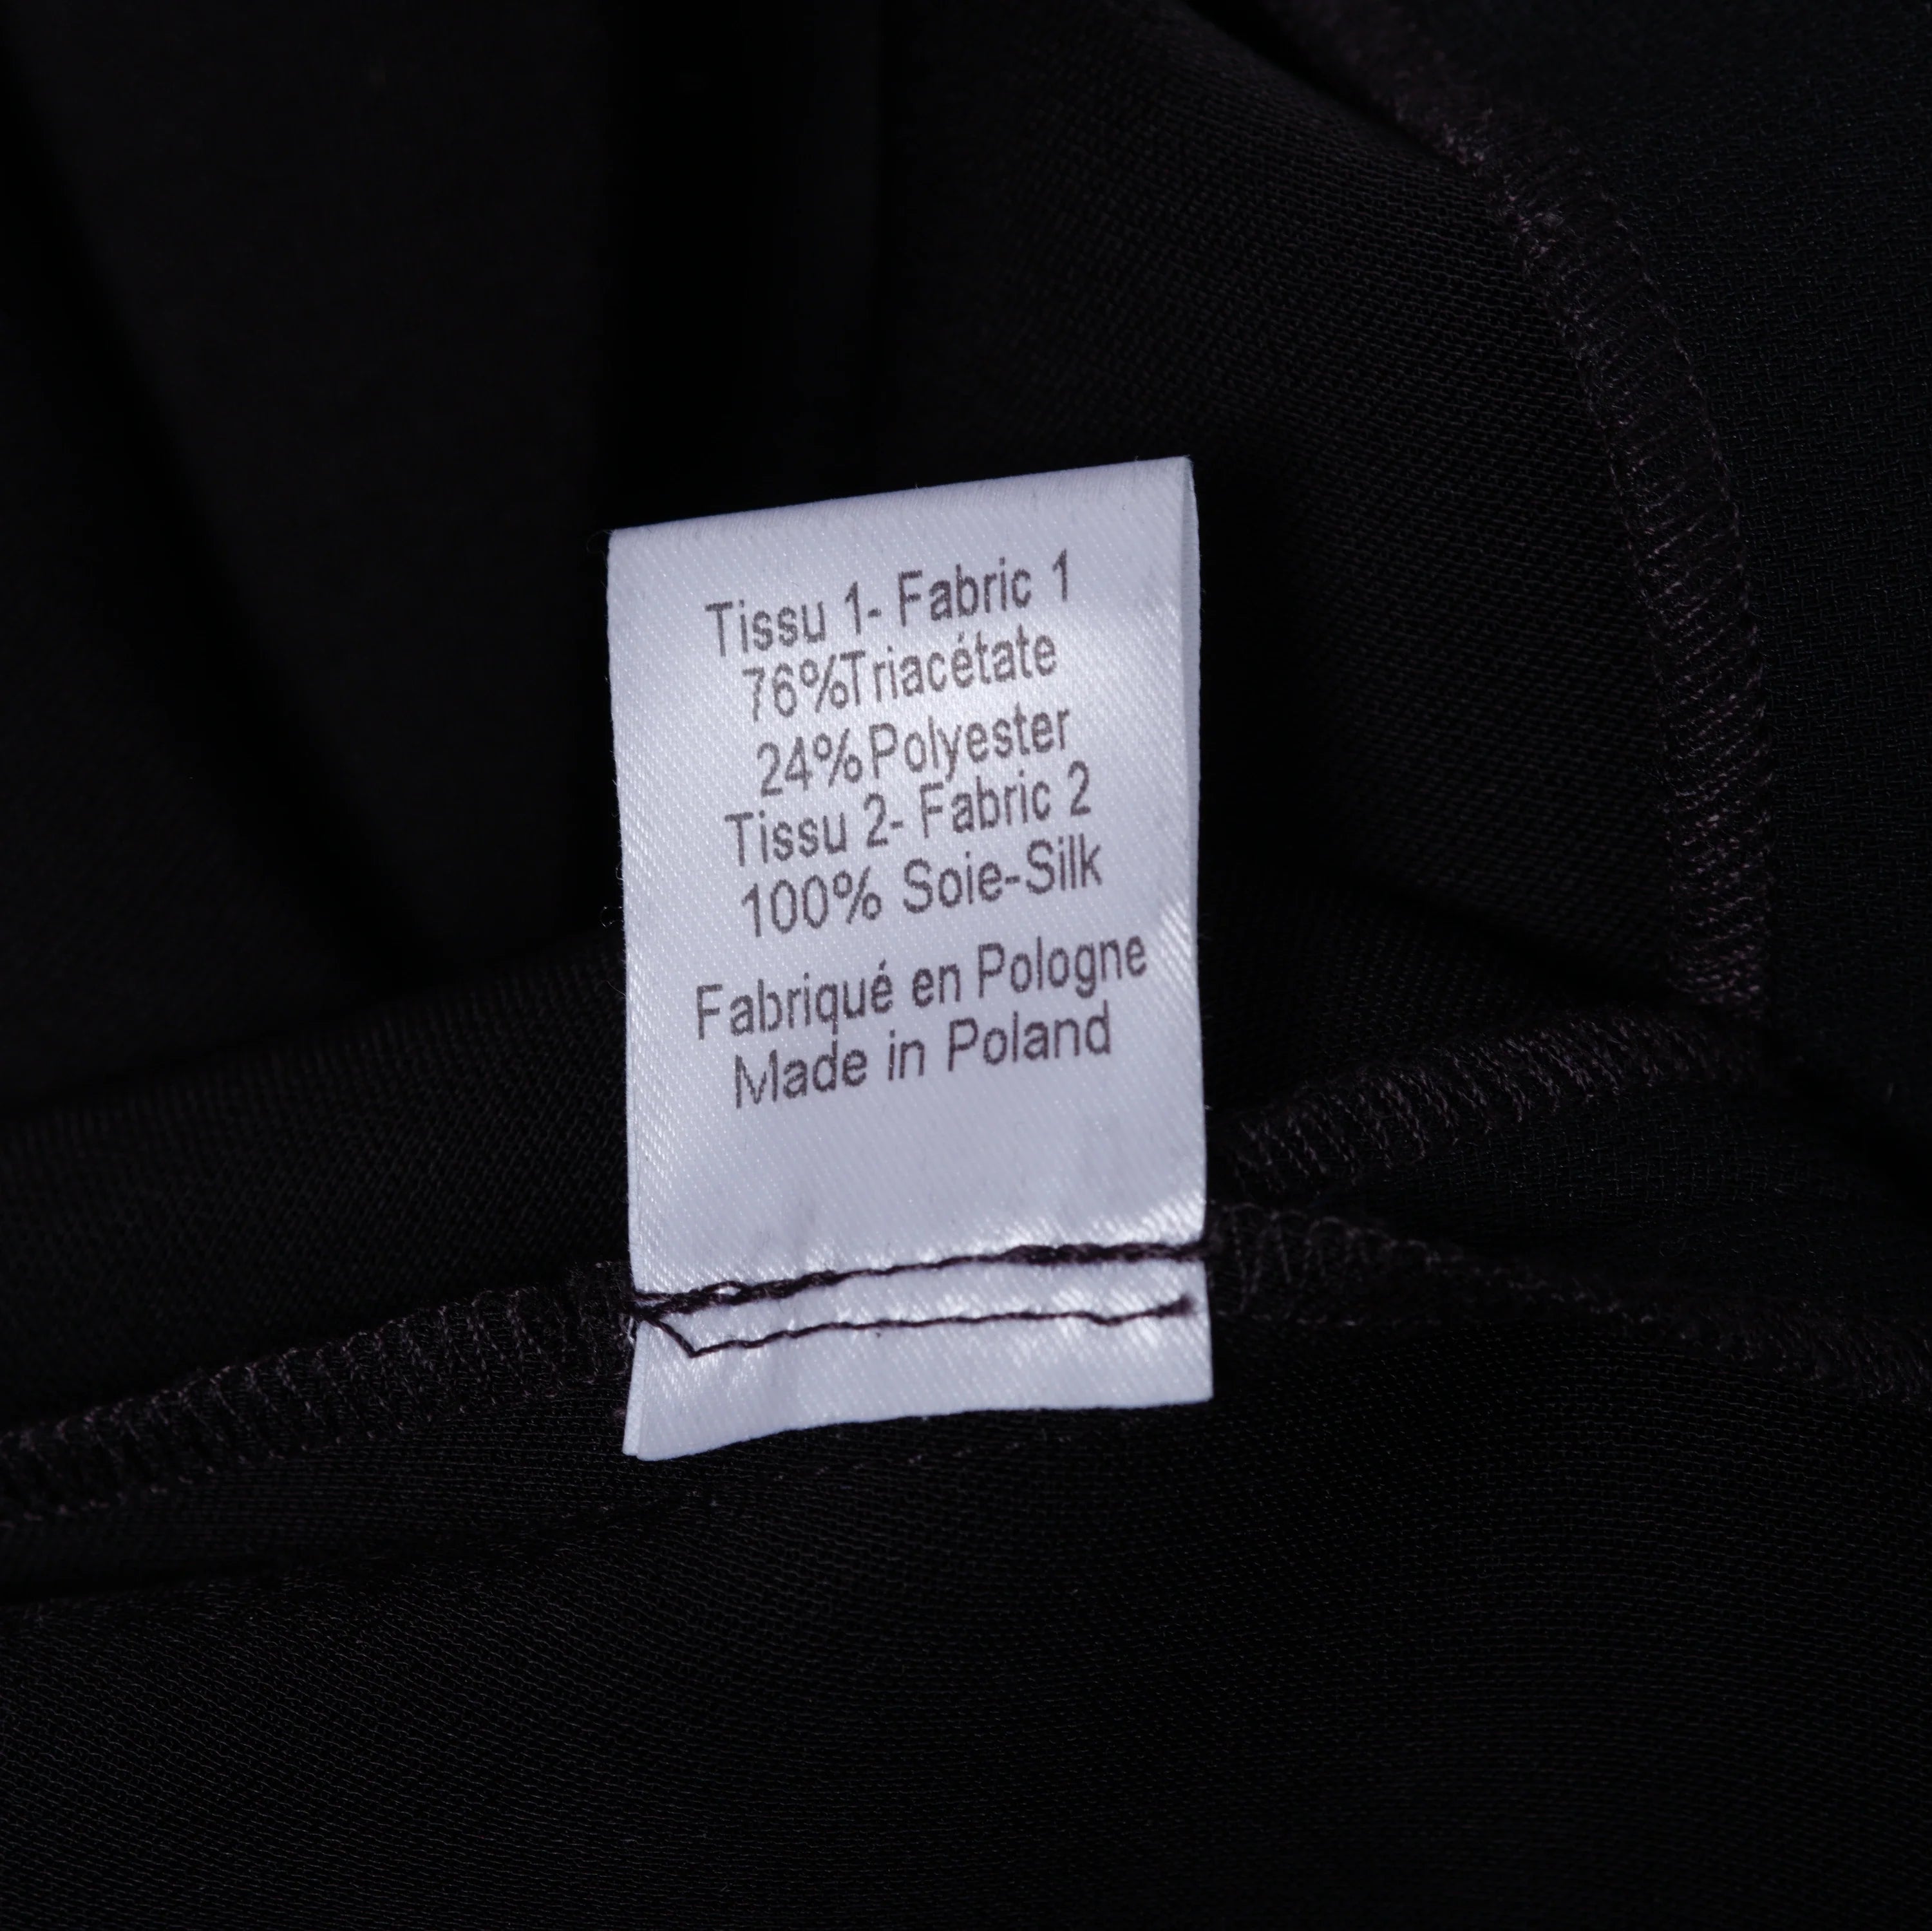 Tissu 1- Fabric 1
76%Triacétate
24%Polyester
Tissu 2- Fabric 2
100% Soie-Silk
Fabriqué en Pologne
Made in Poland